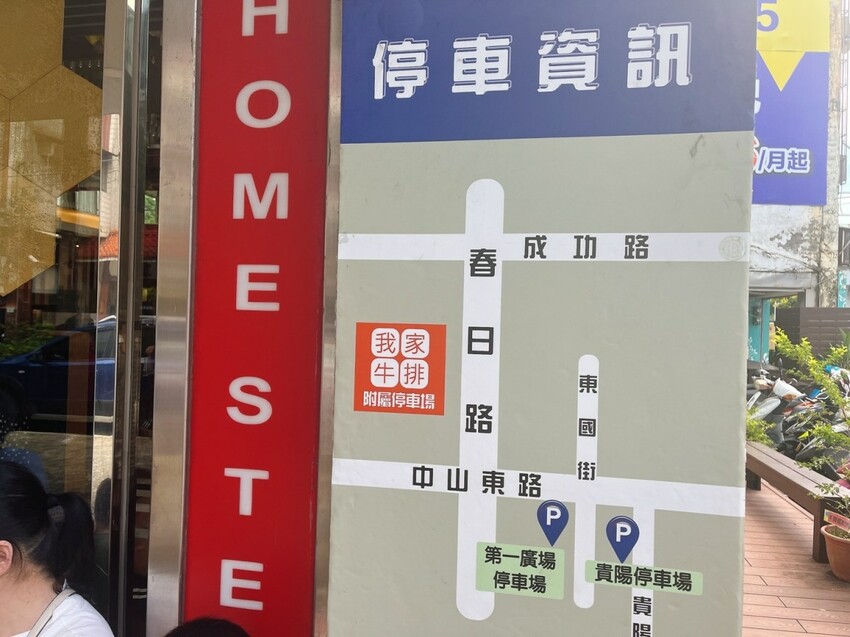 HOMESTE
停車資訊
成功路
春日路
我家
牛排
附屬停車場
東國街
中山東路
P
P
第一廣場
停車場
貴陽停車場
貴陽
5
/月起